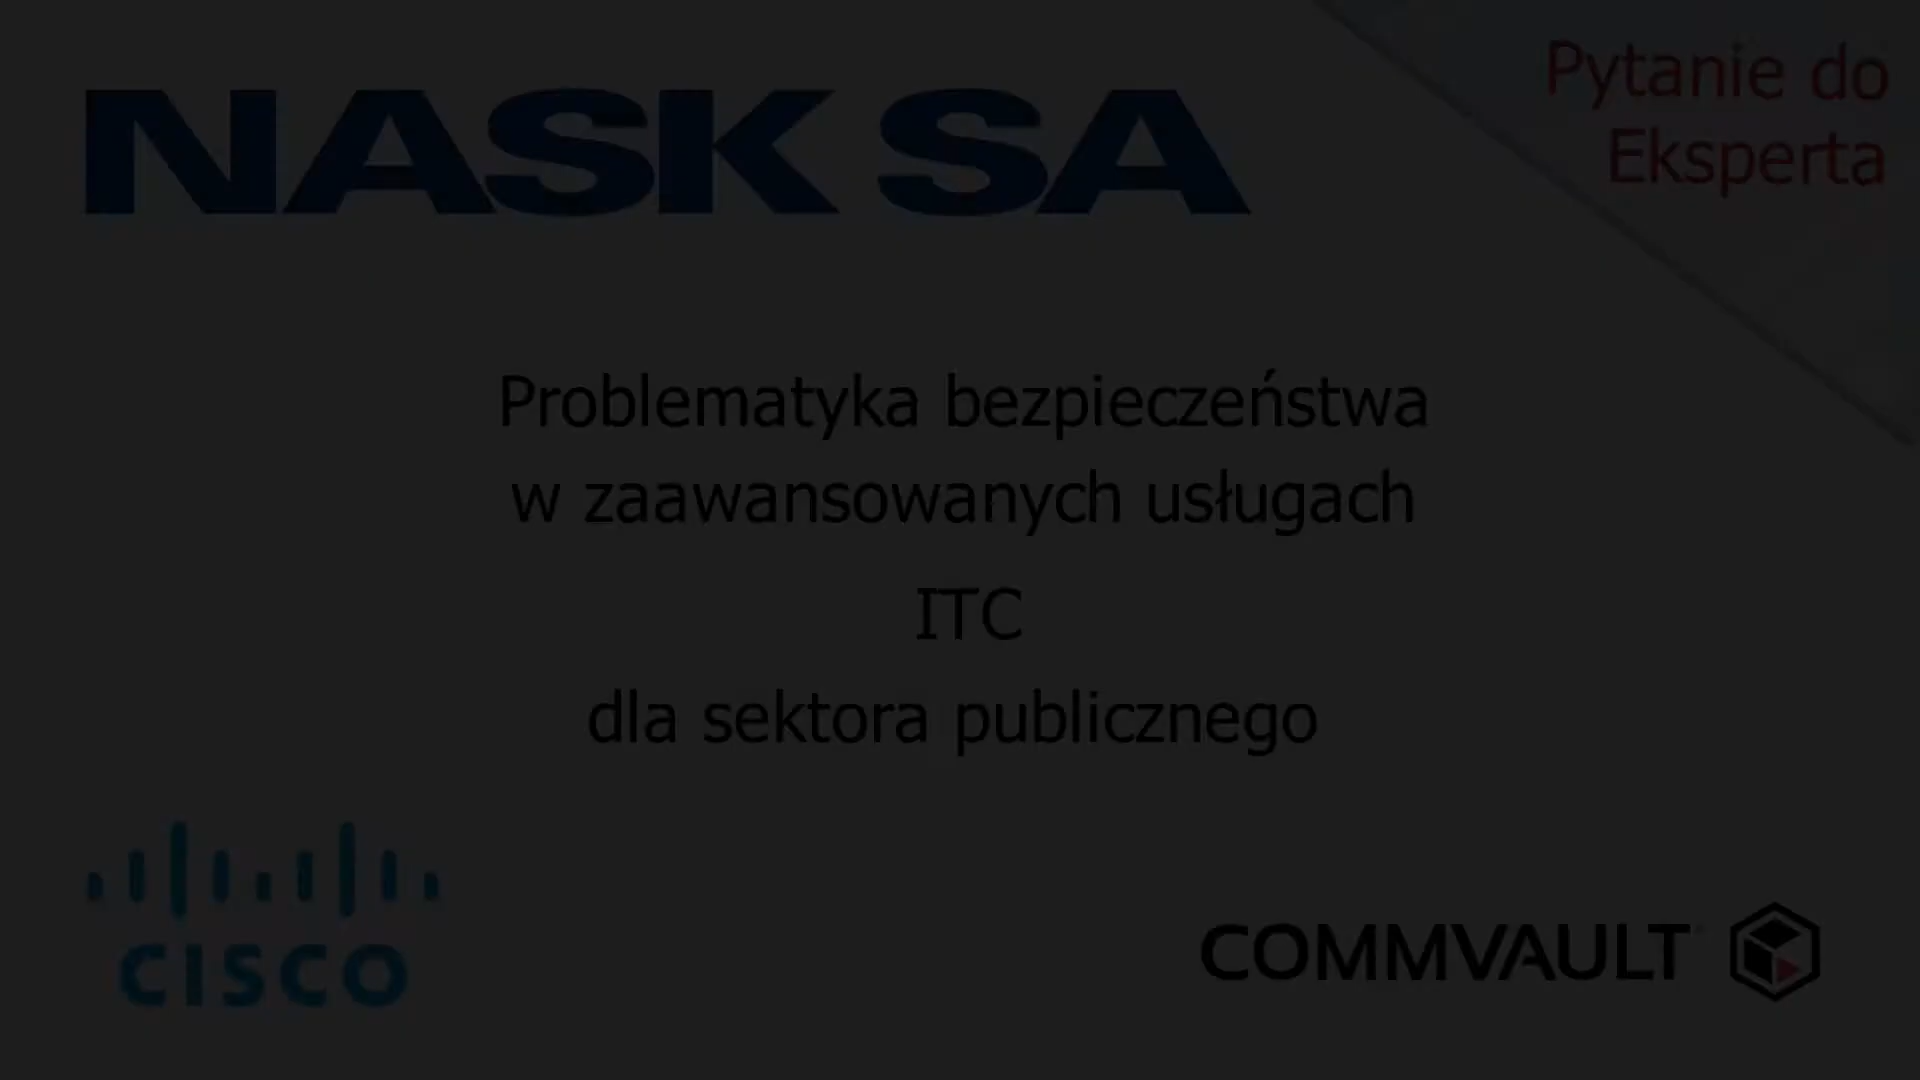 NASK SA
Pytanie do
Eksperta
Problematyka bezpieczeństwa
w zaawansowanych usługach
ITC
dla sektora publicznego
CISCO
COMMVAULT